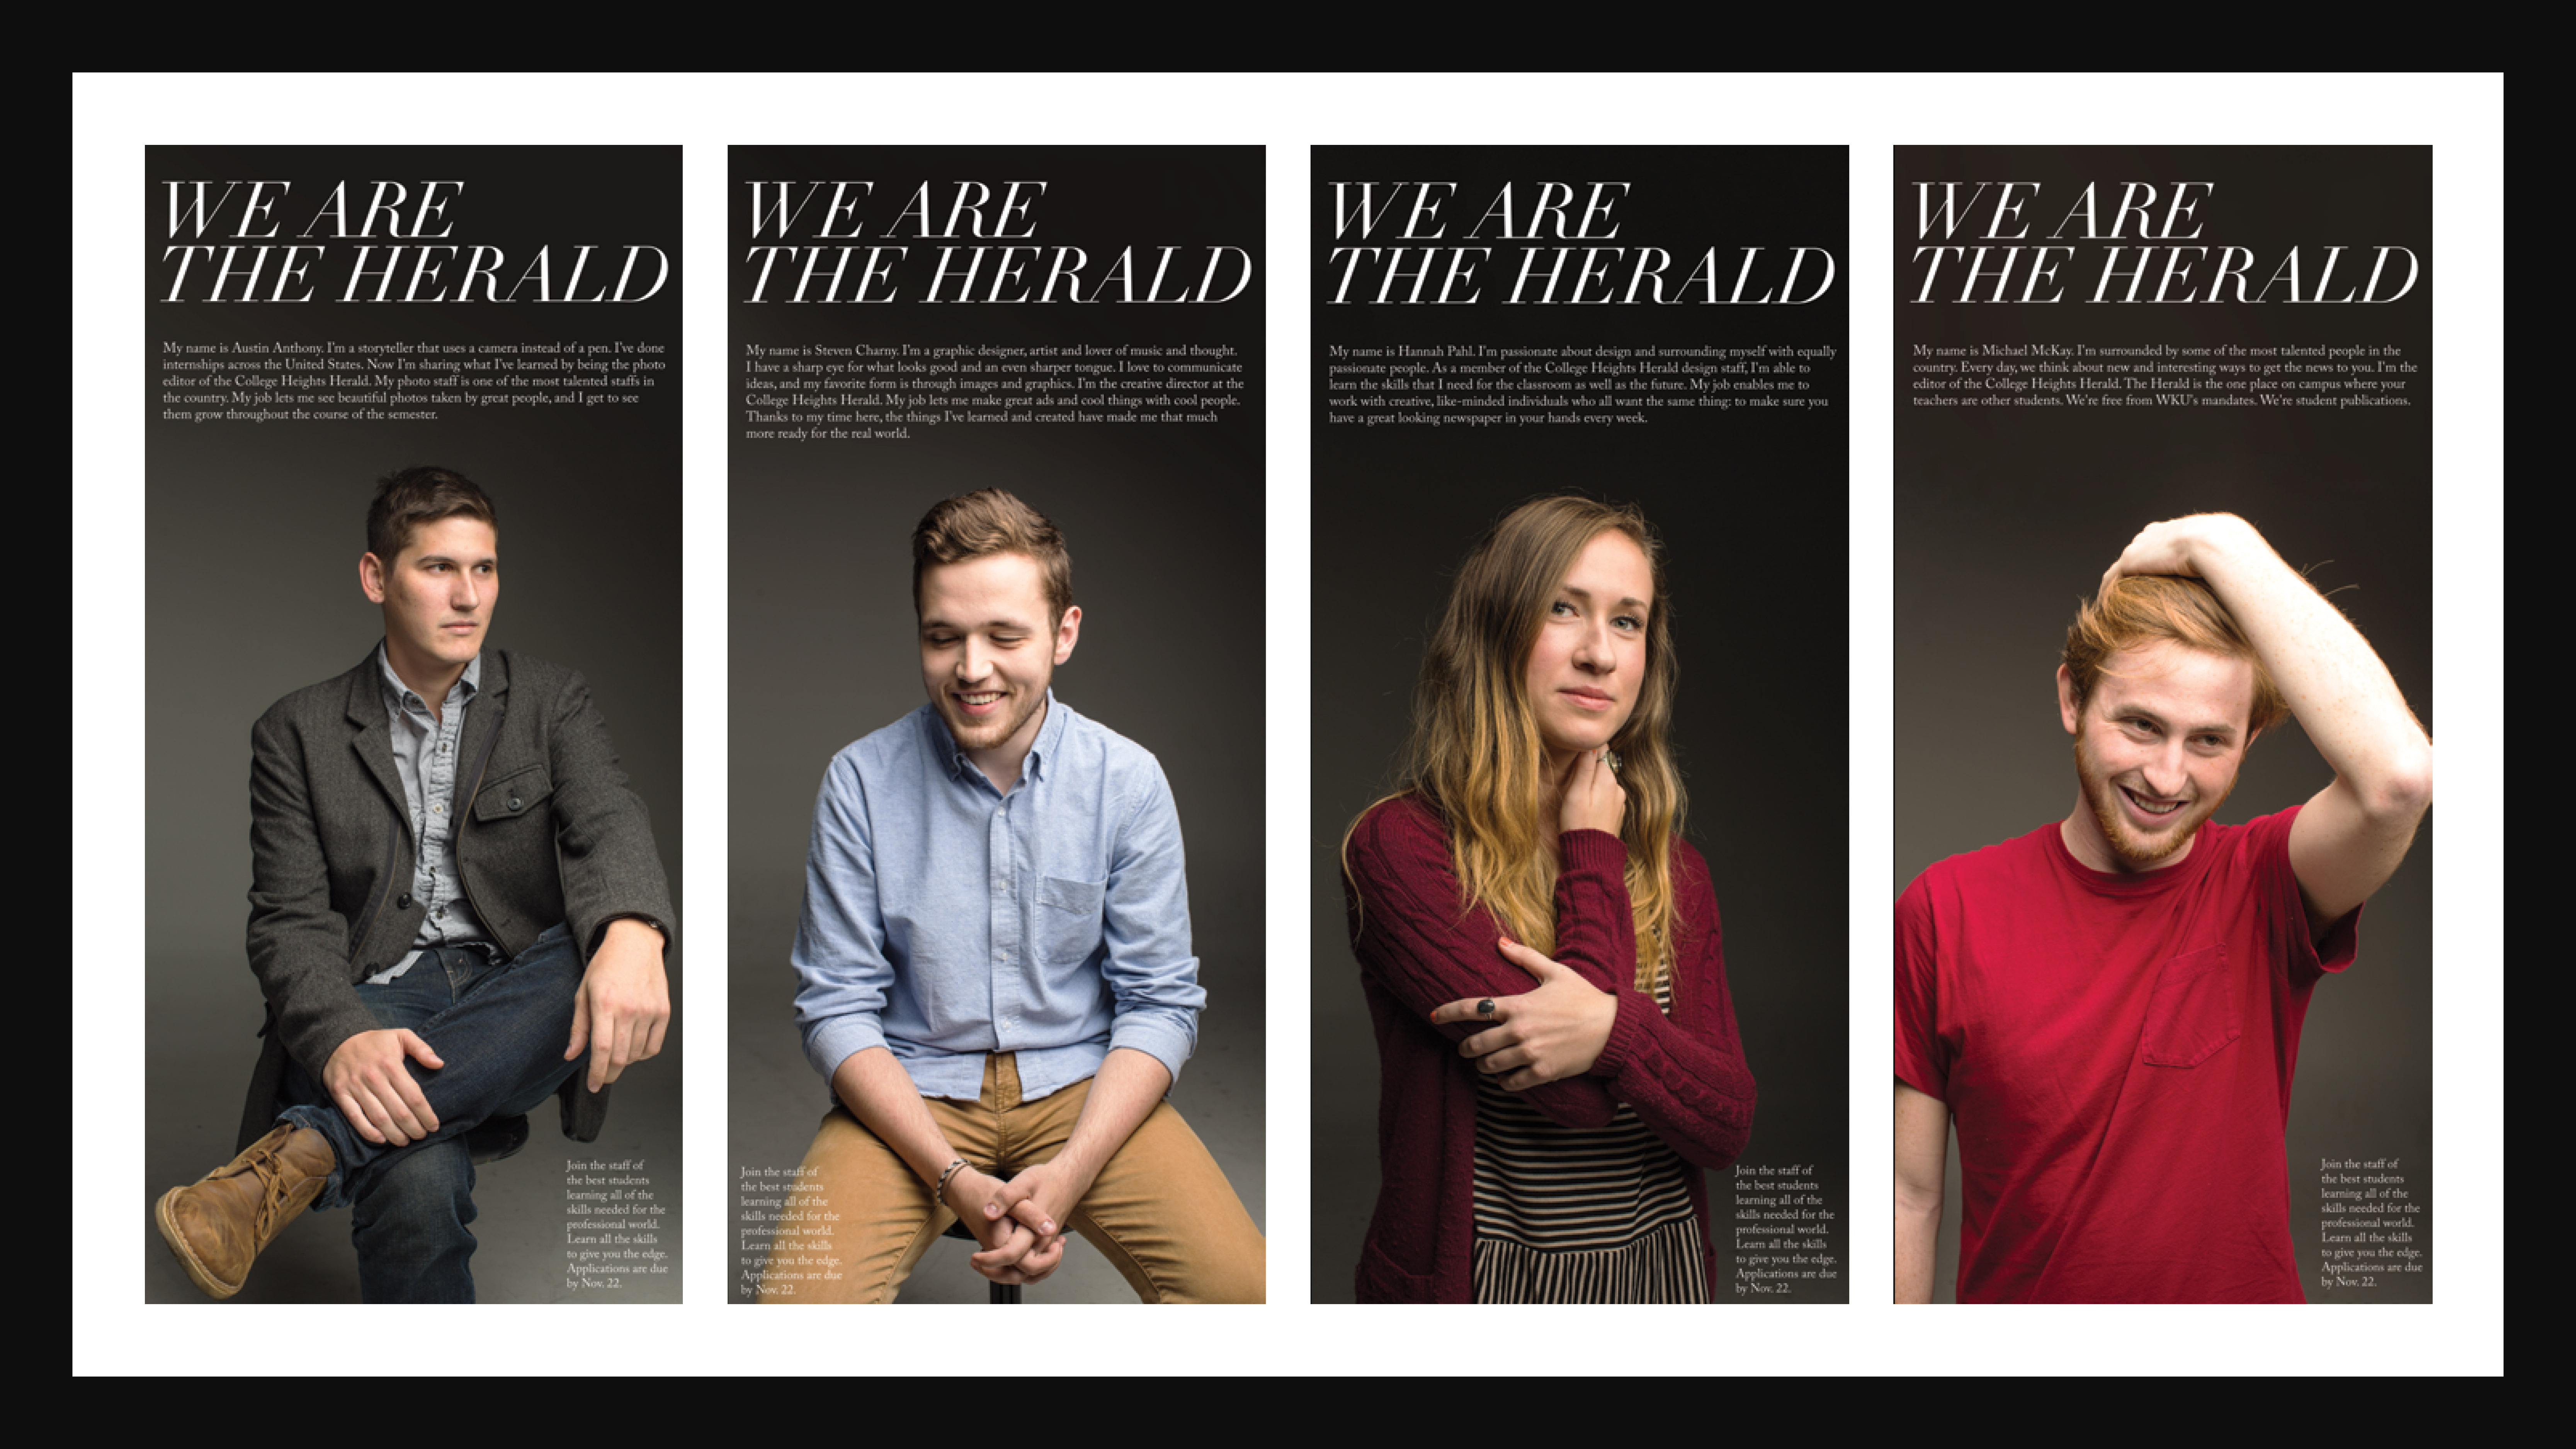 WE ARE
THE HERALD
My name is Austin Anthony. I'm a storyteller that uses a camera instead of a pen. I've done
internships across the United States. Now I'm sharing what I've learned by being the photo
editor of the College Heights Herald. My photo staff is one of the most talented staffs in
the country. My job lets me see beautiful photos taken by great people, and I get to see
them grow throughout the course of the semester.
Join the staff of
the best students
learning all of the
skills needed for the
professional world.
Learn all the skills
to give you the edge.
Applications are due
by Nov. 22.
WE ARE
THE HERALD
My name is Steven Charny. I'm a graphic designer, artist and lover of music and thought.
I have a sharp eye for what looks good and an even sharper tongue. I love to communicate
ideas, and my favorite form is through images and graphics. I'm the creative director at the
College Heights Herald. My job lets me make great ads and cool things with cool people.
Thanks to my time here, the things I've learned and created have made me that much
more ready for the real world.
Join the staff of
the best students
learning all of the
skills needed for the
professional world.
Learn all the skills
to give you the edge.
Applications are due
by Nov. 22.
WE ARE
THE HERALD
My name is Hannah Pahl. I'm passionate about design and surrounding myself with equally
passionate people. As a member of the College Heights Herald design staff, I'm able to
learn the skills that I need for the classroom as well as the future. My job enables me to
work with creative, like-minded individuals who all want the same thing: to make sure you
have a great looking newspaper in your hands every week.
Join the staff of
the best students
learning all of the
skills needed for the
professional world.
Learn all the skills
to give you the edge.
Applications are due
by Nov. 22.
WE ARE
THE HERALD
My name is Michael McKay. I'm surrounded by some of the most talented people in the
country. Every day, we think about new and interesting ways to get the news to you. I'm the
editor of the College Heights Herald. The Herald is the one place on campus where your
teachers are other students. We're free from WKU's mandates. We're student publications.
Join the staff of
the best students
learning all of the
skills needed for the
professional world.
Learn all the skills
to give you the edge.
Applications are due
by Nov. 22.